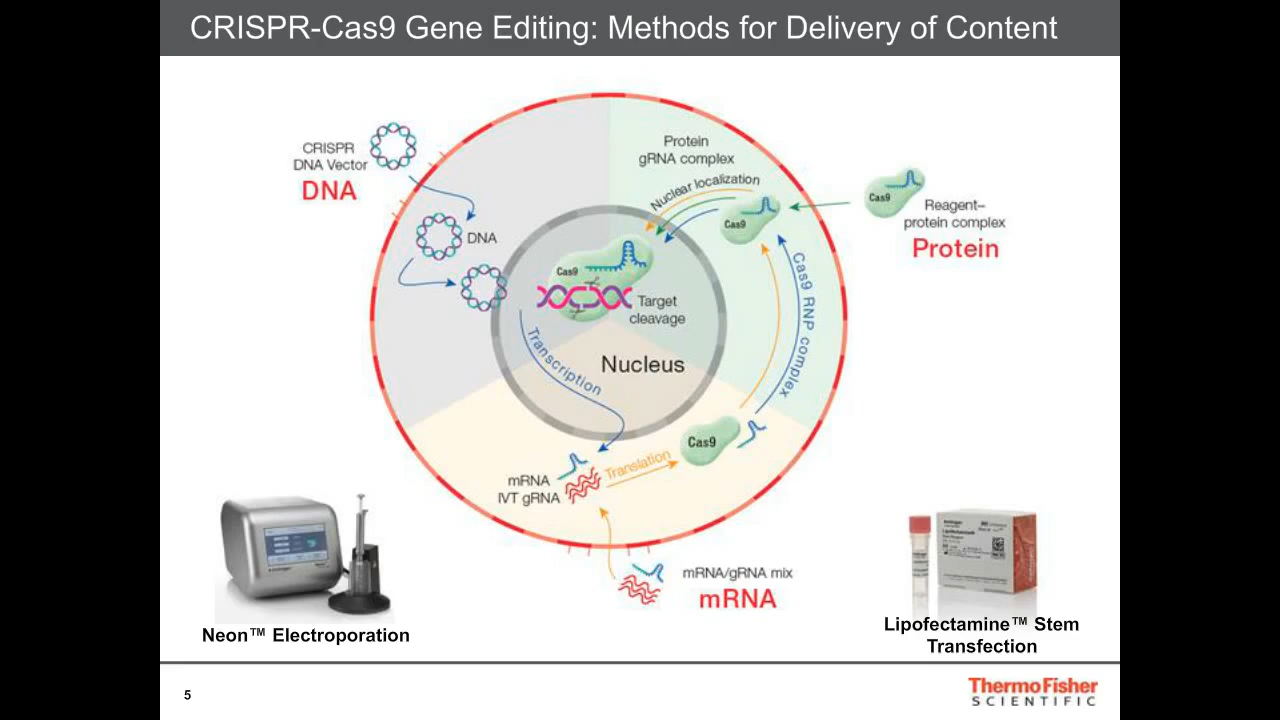 CRISPR-Cas9 Gene Editing: Methods for Delivery of Content
CRISPR
DNA Vector
DNA
DNA
Protein
gRNA complex
Nuclear localization
Cas9
Cas9
Reagent–
protein complex
Protein
Cas9
Target
cleavage
Cas9 RNP complex
Transcription
Nucleus
Cas9
mRNA
IVT gRNA
Translation
mRNA/gRNA mix
mRNA
Neon™ Electroporation
Lipofectamine™ Stem
Transfection
5
ThermoFisher
SCIENTIFIC